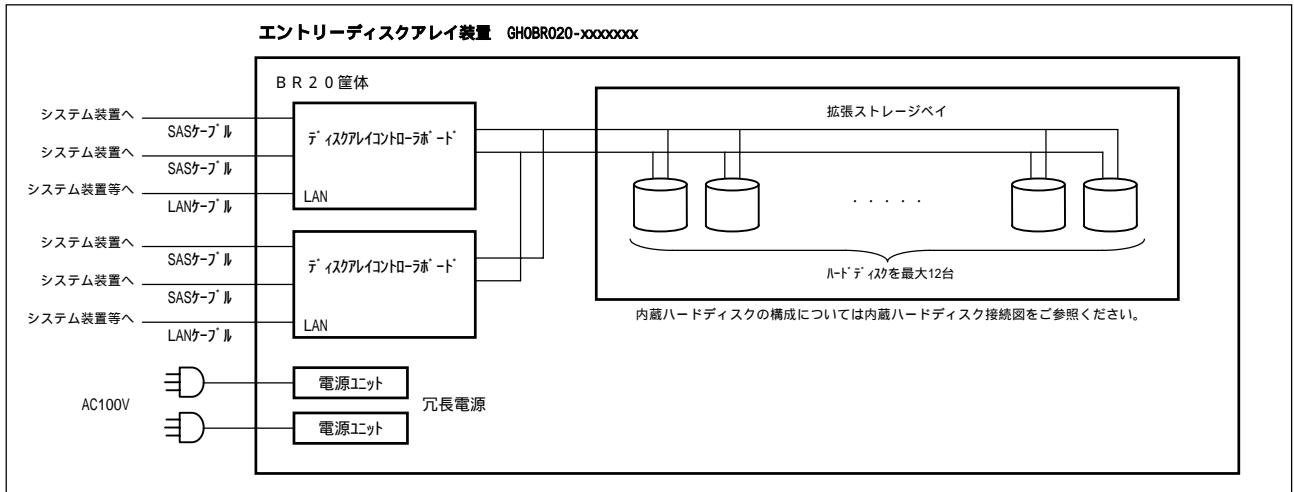 エントリーディスクアレイ装置 GH0BR020-xxxxxxx
BR20筐体
システム装置へ
SASケーブル
システム装置へ
SASケーブル
システム装置等へ
LANケーブル
ディスクアレイコントローラボード
LAN
システム装置へ
SASケーブル
システム装置へ
SASケーブル
システム装置等へ
LANケーブル
ディスクアレイコントローラボード
LAN
拡張ストレージベイ
・・・・・
ハードディスクを最大12台
内蔵ハードディスクの構成については内蔵ハードディスク接続図をご参照ください。
AC100V
電源ユニット
電源ユニット
冗長電源